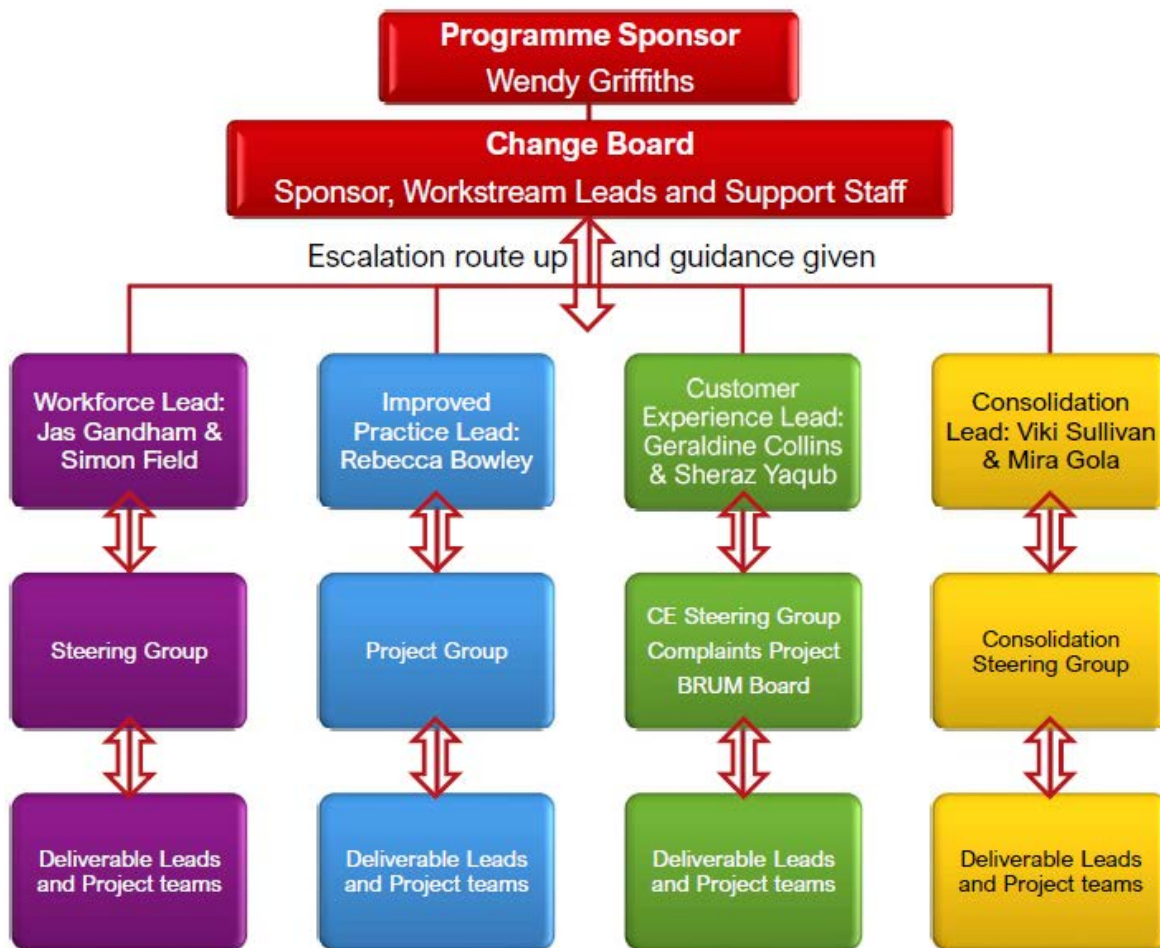 Programme Sponsor
Wendy Griffiths
Change Board
Sponsor, Workstream Leads and Support Staff
Escalation route up and guidance given
Workforce Lead:
Jas Gandham &
Simon Field
Improved
Practice Lead:
Rebecca Bowley
Customer
Experience Lead:
Geraldine Collins
& Sheraz Yaqub
Consolidation
Lead: Viki Sullivan
& Mira Gola
Steering Group
Project Group
CE Steering Group
Complaints Project
BRUM Board
Consolidation
Steering Group
Deliverable Leads
and Project teams
Deliverable Leads
and Project teams
Deliverable Leads
and Project teams
Deliverable Leads
and Project teams